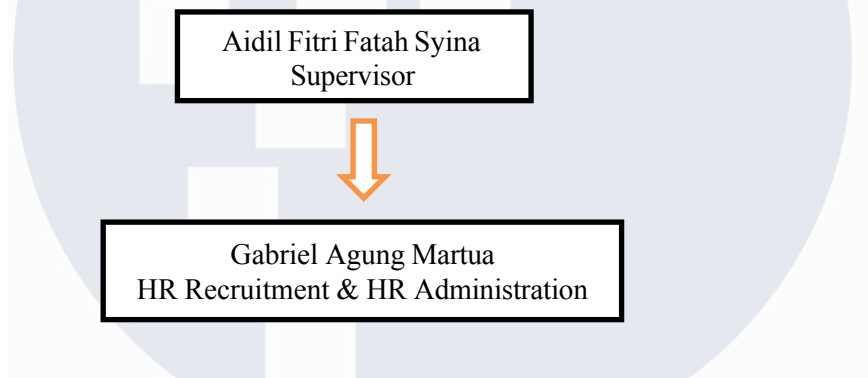 Aidil Fitri Fatah Syina
Supervisor
Gabriel Agung Martua
HR Recruitment & HR Administration